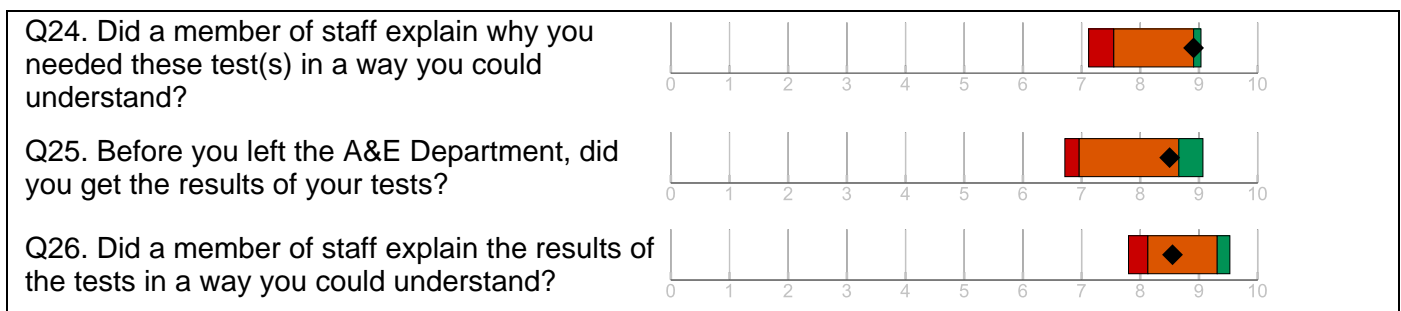 Q24. Did a member of staff explain why you
needed these test(s) in a way you could
understand?
0 1 2 3 4 5 6 7 8 9 10
Q25. Before you left the A&E Department, did
you get the results of your tests?
0 1 2 3 4 5 6 7 8 9 10
Q26. Did a member of staff explain the results of
the tests in a way you could understand?
0 1 2 3 4 5 6 7 8 9 10